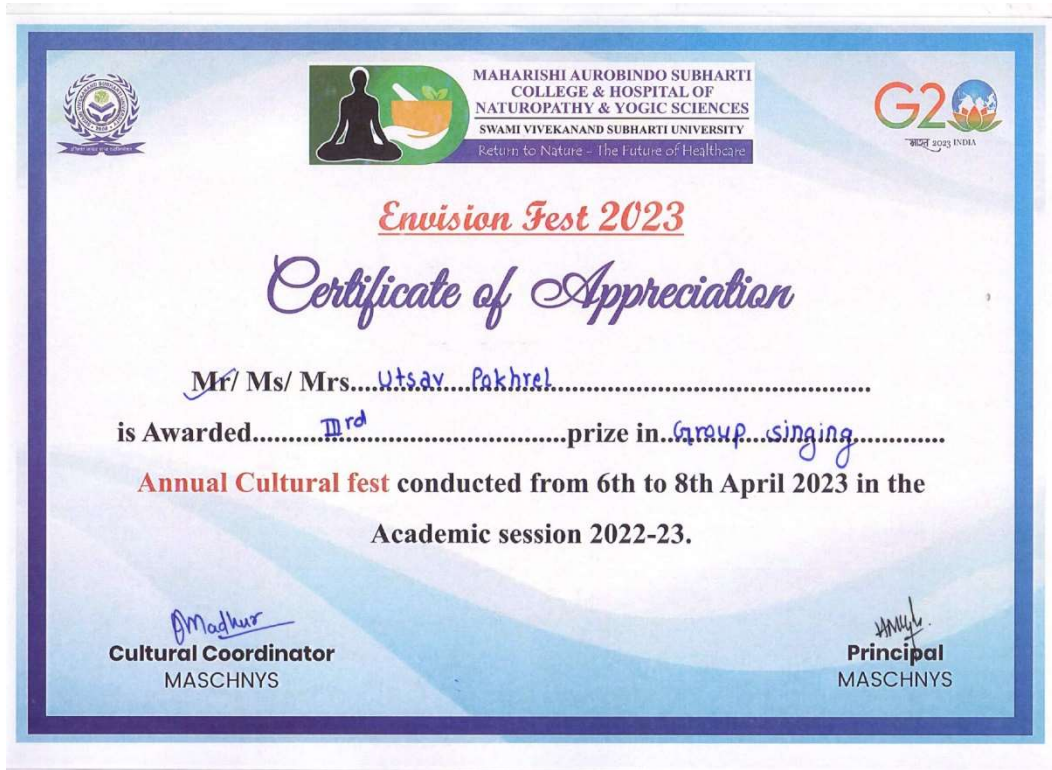 MAHARISHI AUROBINDO SUBHARTI
COLLEGE & HOSPITAL OF
NATUROPATHY & YOGIC SCIENCES
SWAMI VIVEKANAND SUBHARTI UNIVERSITY
Return to Nature – The Future of Healthcare
G20
भारत 2023 INDIA
Envision Fest 2023
Certificate of Appreciation
Mr/ Ms/ Mrs....Utsav....Pokhrel......................................................
is Awarded...........IIIrd...................................prize in..Group...singing..............
Annual Cultural fest conducted from 6th to 8th April 2023 in the
Academic session 2022-23.
Madhur
Cultural Coordinator
MASCHNYS
Principal
MASCHNYS